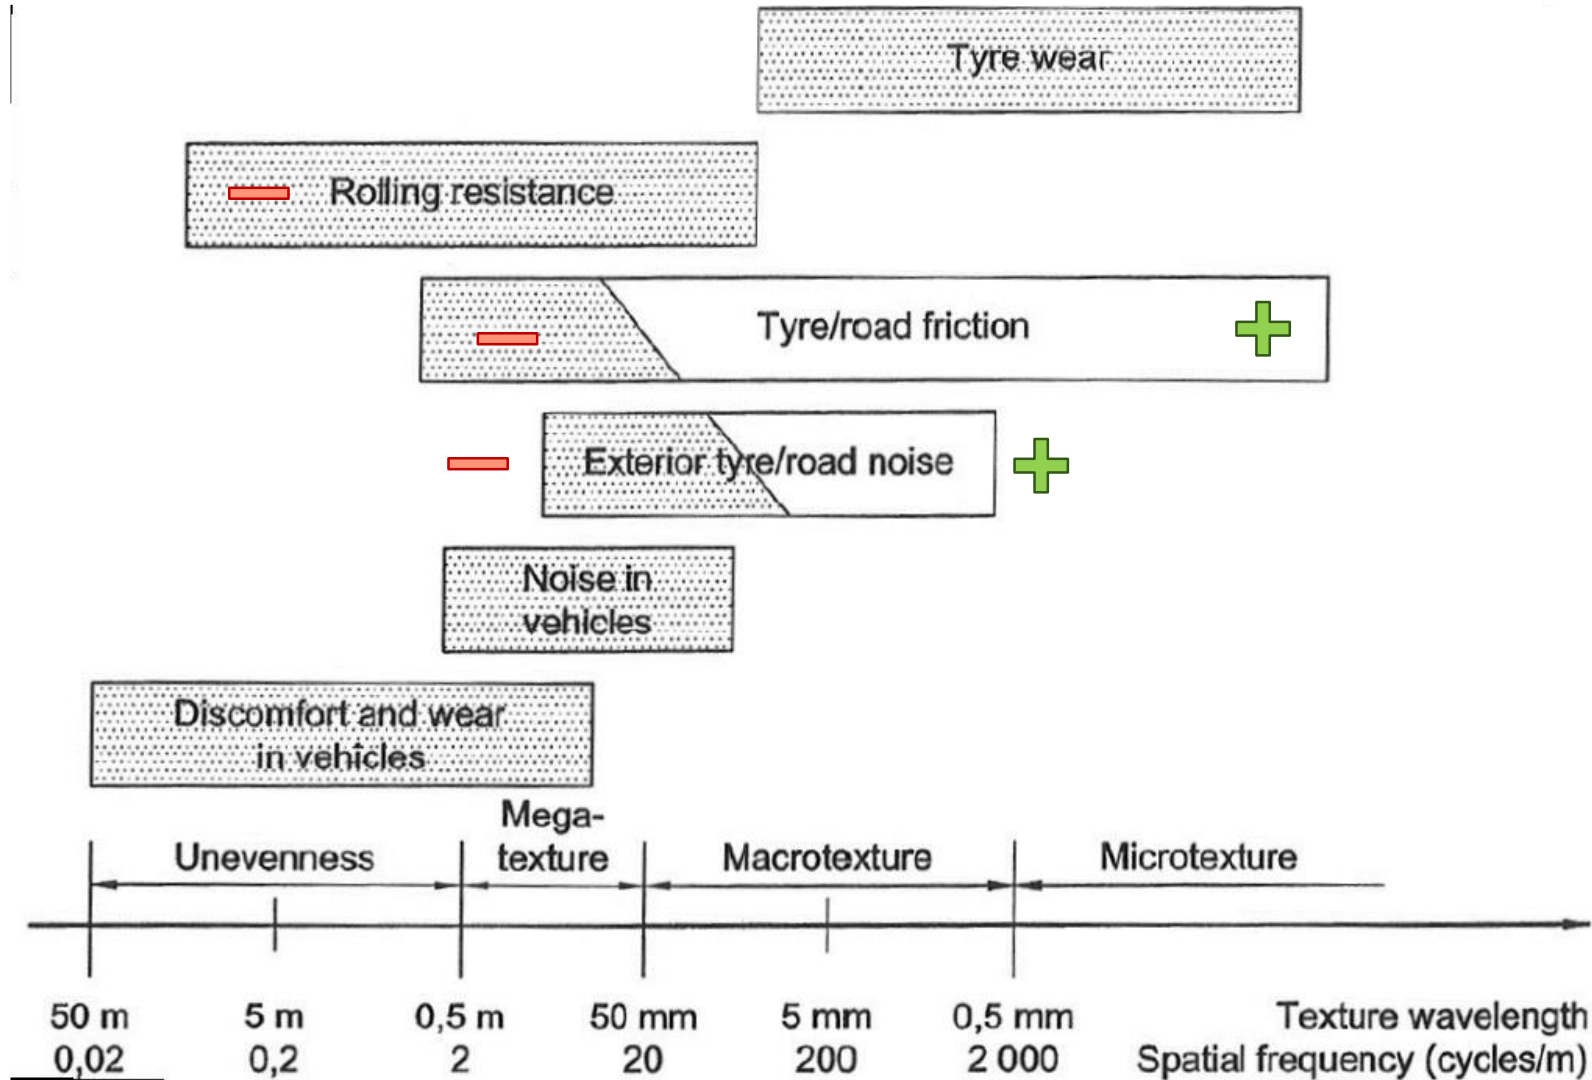 Tyre wear
Rolling resistance
Tyre/road friction
Exterior tyre/road noise
Noise in
vehicles
Discomfort and wear
in vehicles
Mega-
texture
Unevenness
Macrotexture
Microtexture
50 m 5 m 0,5 m 50 mm 5 mm 0,5 mm Texture wavelength
0,02 0,2 2 20 200 2 000 Spatial frequency (cycles/m)